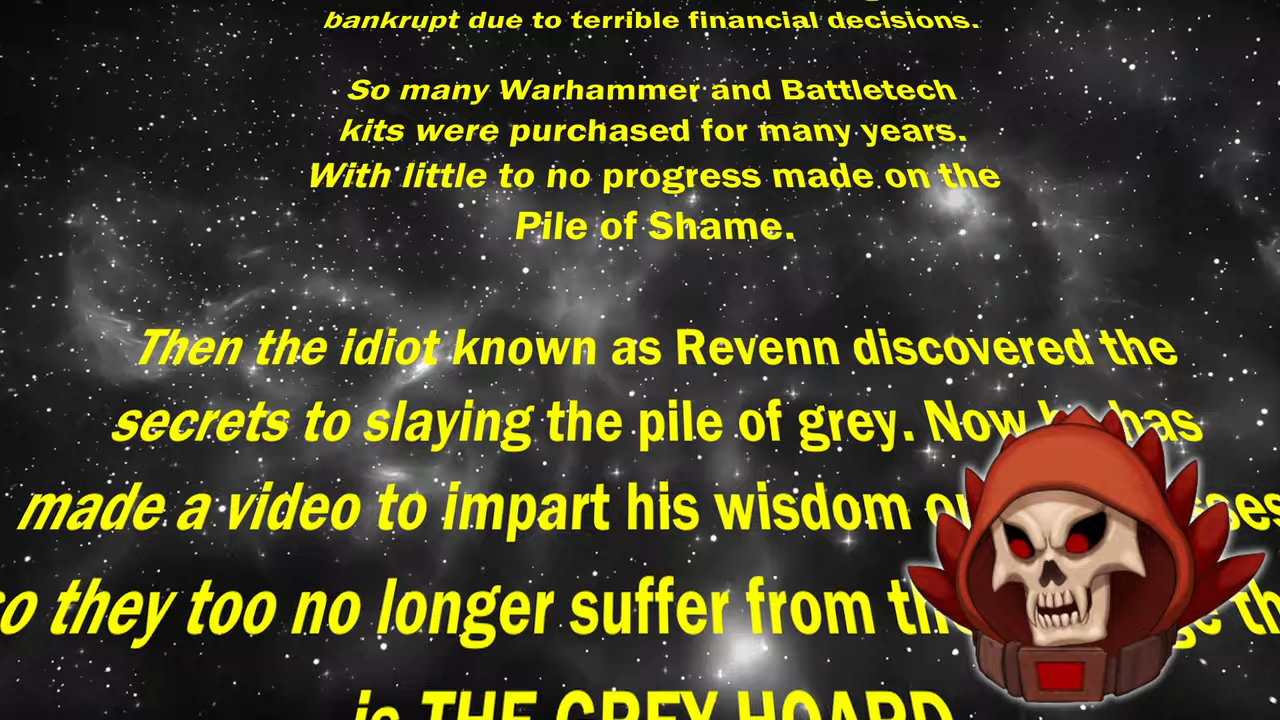 bankrupt due to terrible financial decisions.
So many Warhammer and Battletech
kits were purchased for many years.
With little to no progress made on the
Pile of Shame.
Then the idiot known as Revenn discovered the
secrets to slaying the pile of grey. Now has
made a video to impart his wisdom
so they too no longer suffer from
is THE GREY HOARD